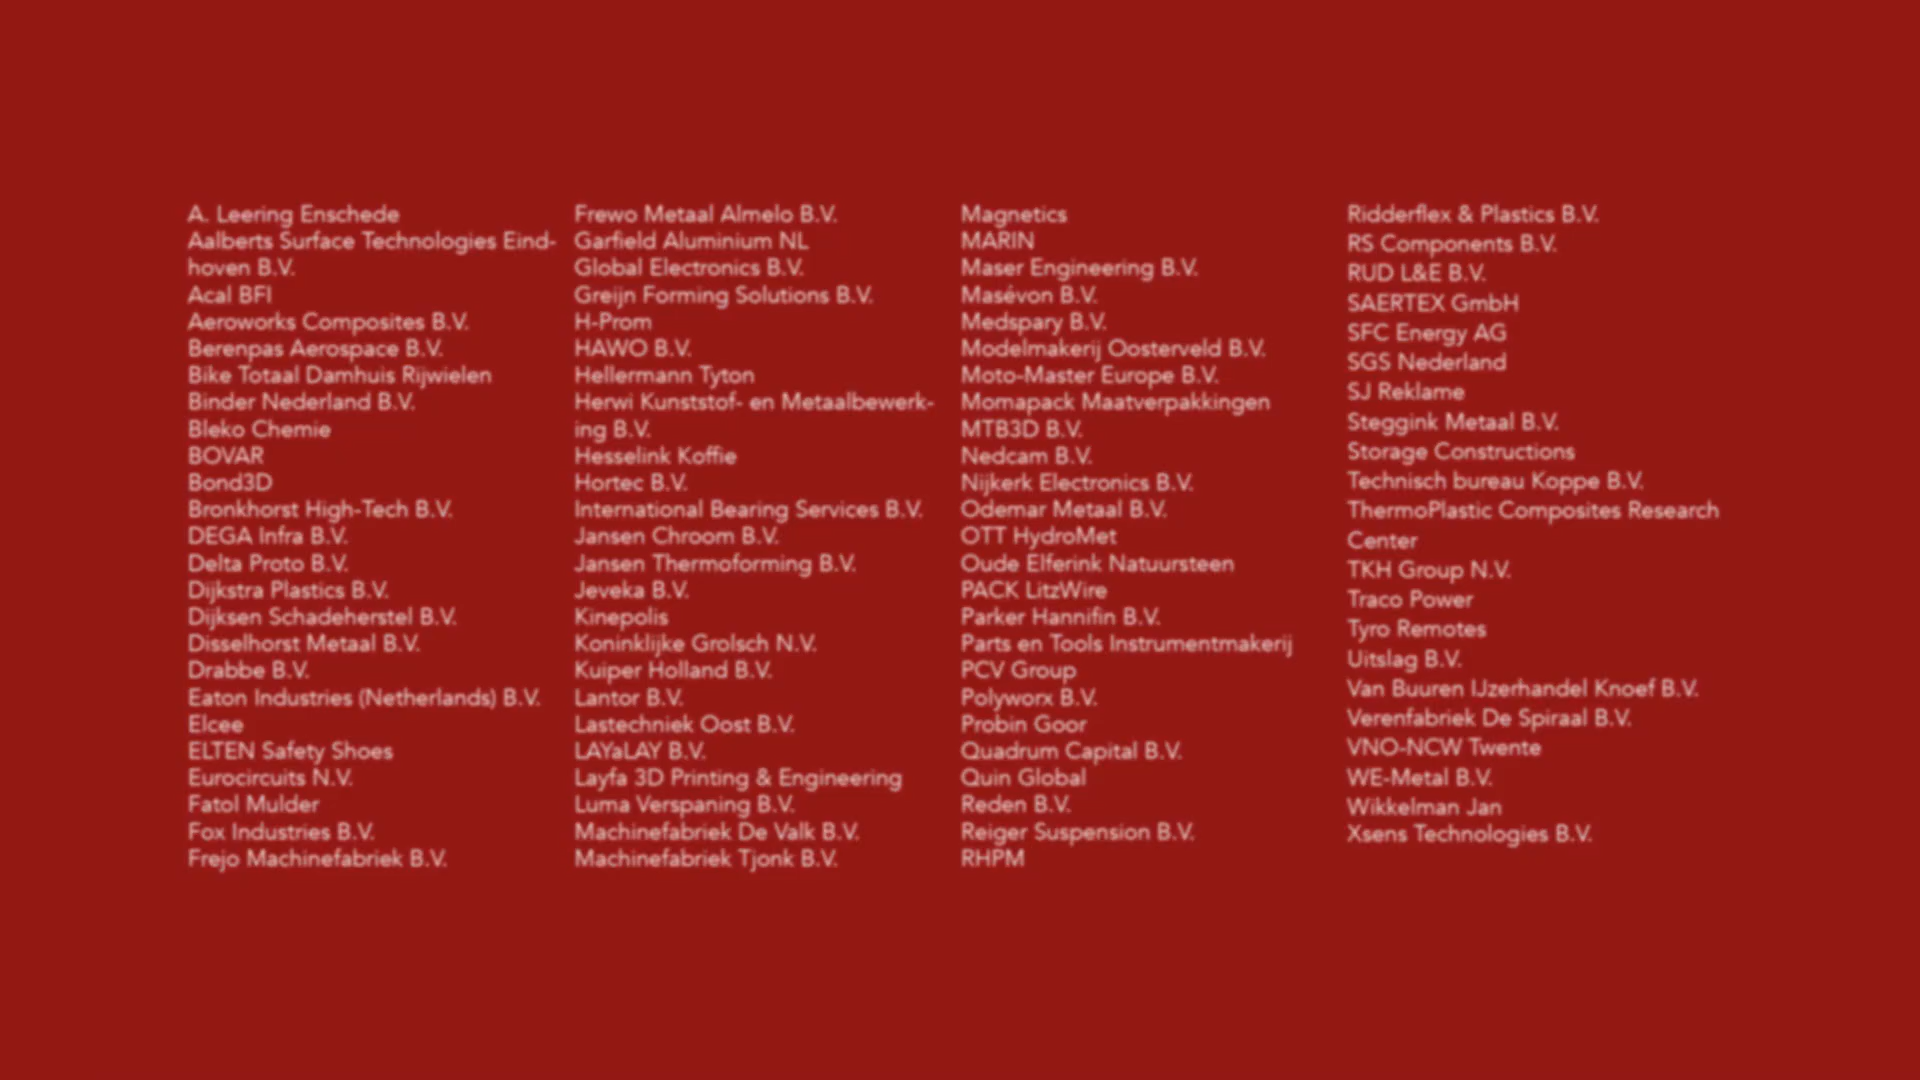 A. Leering Enschede
Aalberts Surface Technologies Eind-
hoven B.V.
Acal BFI
Aeroworks Composites B.V.
Berenpas Aerospace B.V.
Bike Totaal Damhuis Rijwielen
Binder Nederland B.V.
Bleko Chemie
BOVAR
Bond3D
Bronkhorst High-Tech B.V.
DEGA Infra B.V.
Delta Proto B.V.
Dijkstra Plastics B.V.
Dijksen Schadeherstel B.V.
Disselhorst Metaal B.V.
Drabbe B.V.
Eaton Industries (Netherlands) B.V.
Elcee
ELTEN Safety Shoes
Eurocircuits N.V.
Fatol Mulder
Fox Industries B.V.
Frejo Machinefabriek B.V.
Frewo Metaal Almelo B.V.
Garfield Aluminium NL
Global Electronics B.V.
Greijn Forming Solutions B.V.
H-Prom
HAWO B.V.
Hellermann Tyton
Herwi Kunststof- en Metaalbewerk-
ing B.V.
Hesselink Koffie
Hortec B.V.
International Bearing Services B.V.
Jansen Chroom B.V.
Jansen Thermoforming B.V.
Jeveka B.V.
Kinepolis
Koninklijke Grolsch N.V.
Kuiper Holland B.V.
Lantor B.V.
Lastechniek Oost B.V.
LAYaLAY B.V.
Layfa 3D Printing & Engineering
Luma Verspaning B.V.
Machinefabriek De Valk B.V.
Machinefabriek Tjonk B.V.
Magnetics
MARIN
Maser Engineering B.V.
Masévon B.V.
Medspary B.V.
Modelmakerij Oosterveld B.V.
Moto-Master Europe B.V.
Momapack Maatverpakkingen
MTB3D B.V.
Nedcam B.V.
Nijkerk Electronics B.V.
Odemar Metaal B.V.
OTT HydroMet
Oude Elferink Natuursteen
PACK LitzWire
Parker Hannifin B.V.
Parts en Tools Instrumentmakerij
PCV Group
Polyworx B.V.
Probin Goor
Quadrum Capital B.V.
Quin Global
Reden B.V.
Reiger Suspension B.V.
RHPM
Ridderflex & Plastics B.V.
RS Components B.V.
RUD L&E B.V.
SAERTEX GmbH
SFC Energy AG
SGS Nederland
SJ Reklame
Steggink Metaal B.V.
Storage Constructions
Technisch bureau Koppe B.V.
ThermoPlastic Composites Research
Center
TKH Group N.V.
Traco Power
Tyro Remotes
Uitslag B.V.
Van Buuren IJzerhandel Knoef B.V.
Verenfabriek De Spiraal B.V.
VNO-NCW Twente
WE-Metal B.V.
Wikkelman Jan
Xsens Technologies B.V.